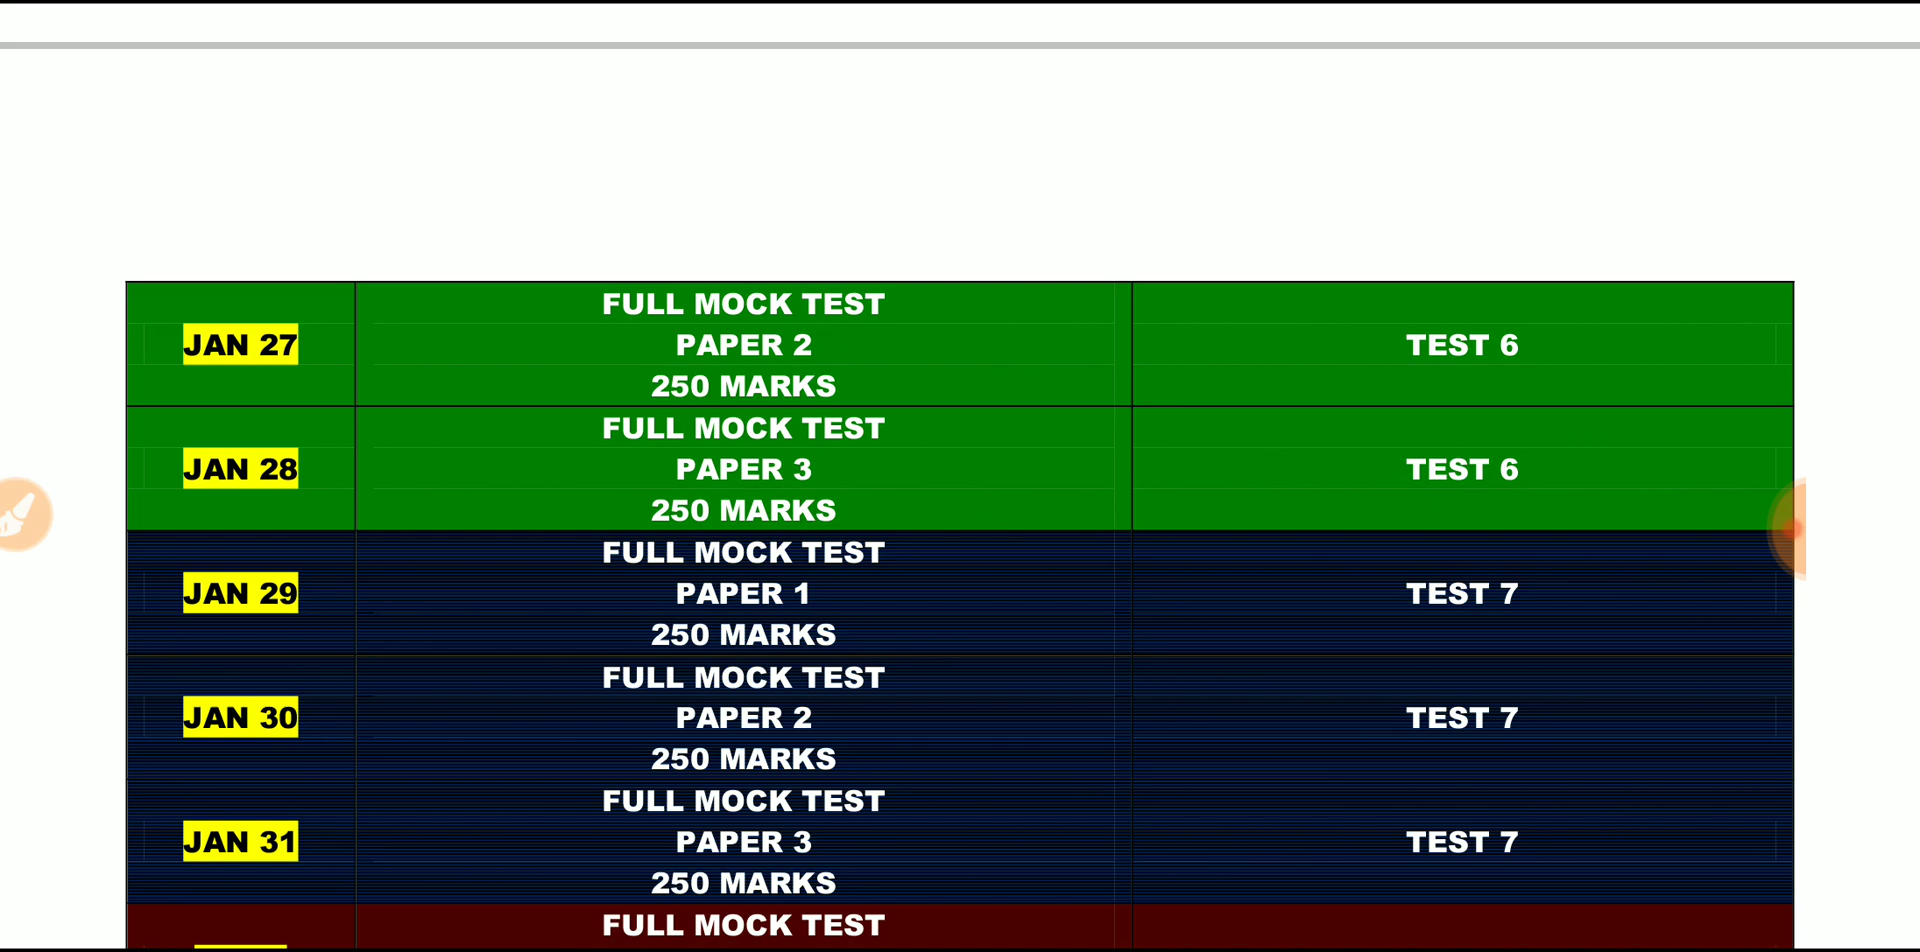 FULL MOCK TEST
JAN 27 PAPER 2 TEST 6
250 MARKS
FULL MOCK TEST
JAN 28 PAPER 3 TEST 6
250 MARKS
FULL MOCK TEST
JAN 29 PAPER 1 TEST 7
250 MARKS
FULL MOCK TEST
JAN 30 PAPER 2 TEST 7
250 MARKS
FULL MOCK TEST
JAN 31 PAPER 3 TEST 7
250 MARKS
FULL MOCK TEST